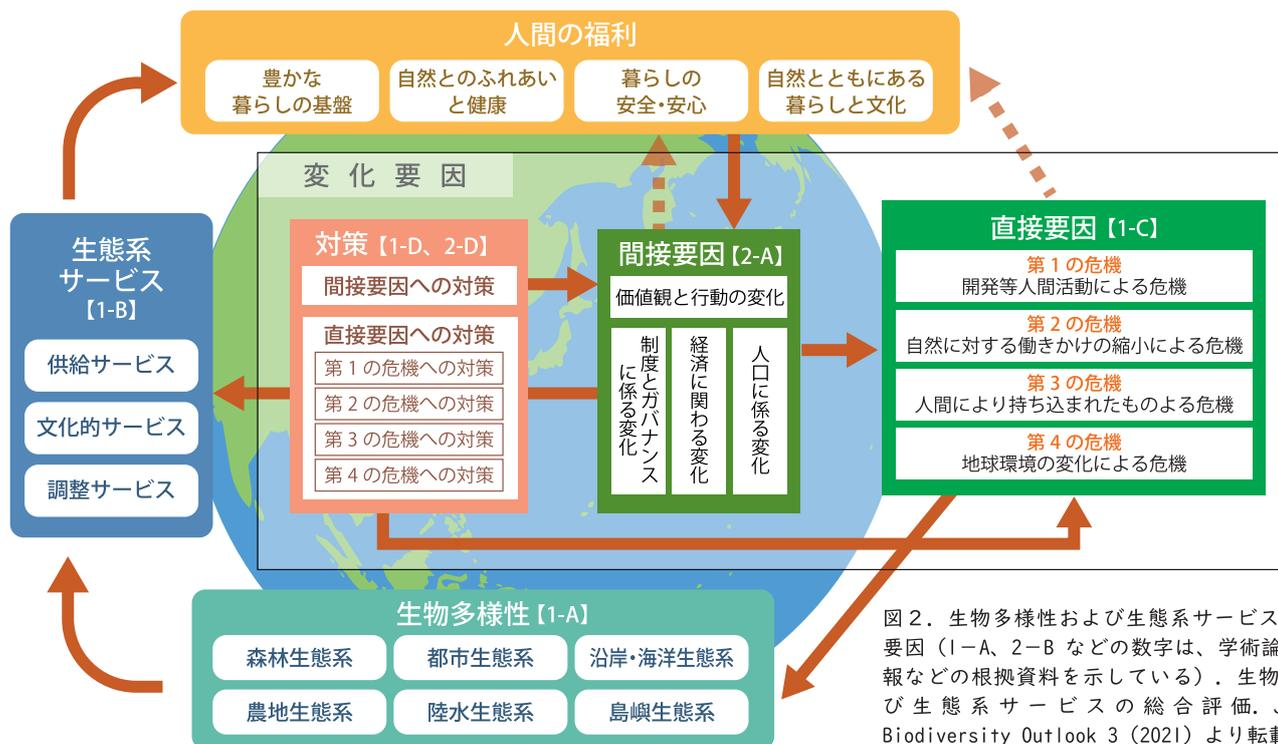 人間の福利
豊かな
暮らしの基盤
自然とのふれあい
と健康
暮らしの
安全・安心
自然とともにある
暮らしと文化
変化要因
生態系
サービス
【1-B】
供給サービス
文化的サービス
調整サービス
対策【1-D、2-D】
間接要因への対策
直接要因への対策
第1の危機への対策
第2の危機への対策
第3の危機への対策
第4の危機への対策
間接要因【2-A】
価値観と行動の変化
制度とガバナンス
に係る変化
経済に関わる変化
人口に係る変化
直接要因【1-C】
第1の危機
開発等人間活動による危機
第2の危機
自然に対する働きかけの縮小による危機
第3の危機
人間により持ち込まれたものよる危機
第4の危機
地球環境の変化による危機
生物多様性【1-A】
森林生態系
都市生態系
沿岸・海洋生態系
農地生態系
陸水生態系
島嶼生態系
図2．生物多様性および生態系サービス
要因（1-A、2-B などの数字は、学術論
報などの根拠資料を示している）．生物
び生態系サービスの総合評価．
Biodiversity Outlook 3 (2021) より転載